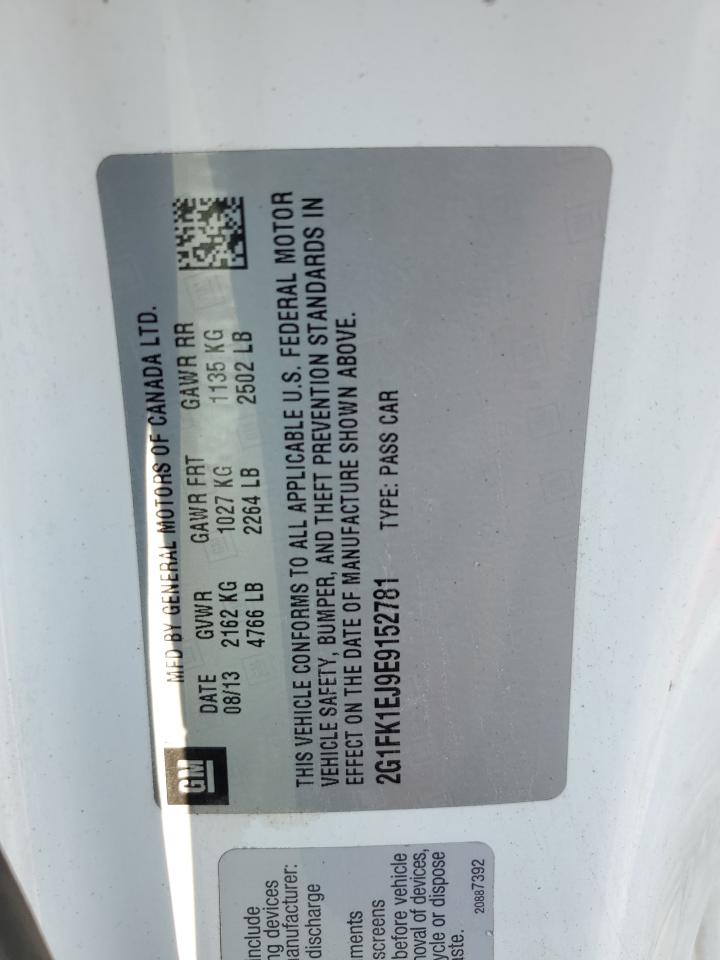 MFD BY GENERAL MOTORS OF CANADA LTD.
GM
DATE GVWR GAWR FRT GAWR RR
08/13 2162 KG 1027 KG 1135 KG
4766 LB 2264 LB 2502 LB
THIS VEHICLE CONFORMS TO ALL APPLICABLE U.S. FEDERAL MOTOR
VEHICLE SAFETY, BUMPER, AND THEFT PREVENTION STANDARDS IN
EFFECT ON THE DATE OF MANUFACTURE SHOWN ABOVE.
2G1FK1EJ9E9152781 TYPE: PASS CAR
include
ng devices
anufacturer:
discharge
ments
screens
before vehicle
noval of devices,
ycle or dispose
aste.
20887392